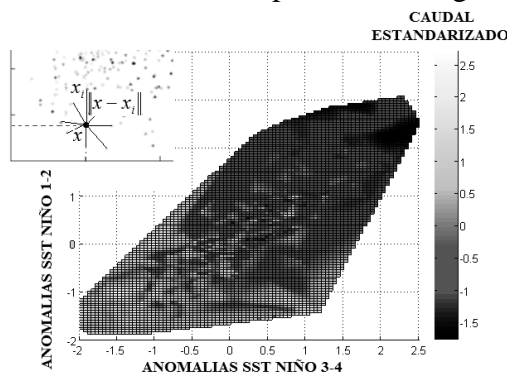 CAUDAL
ESTANDARIZADO
x_i
‖x − x_i‖
x
2.5
2
1.5
1
0.5
0
-0.5
-1
-1.5
ANOMALIAS SST NIÑO 1-2
1
0
-1
-2
-2 -1.5 -1 -0.5 0 0.5 1 1.5 2 2.5
ANOMALIAS SST NIÑO 3-4